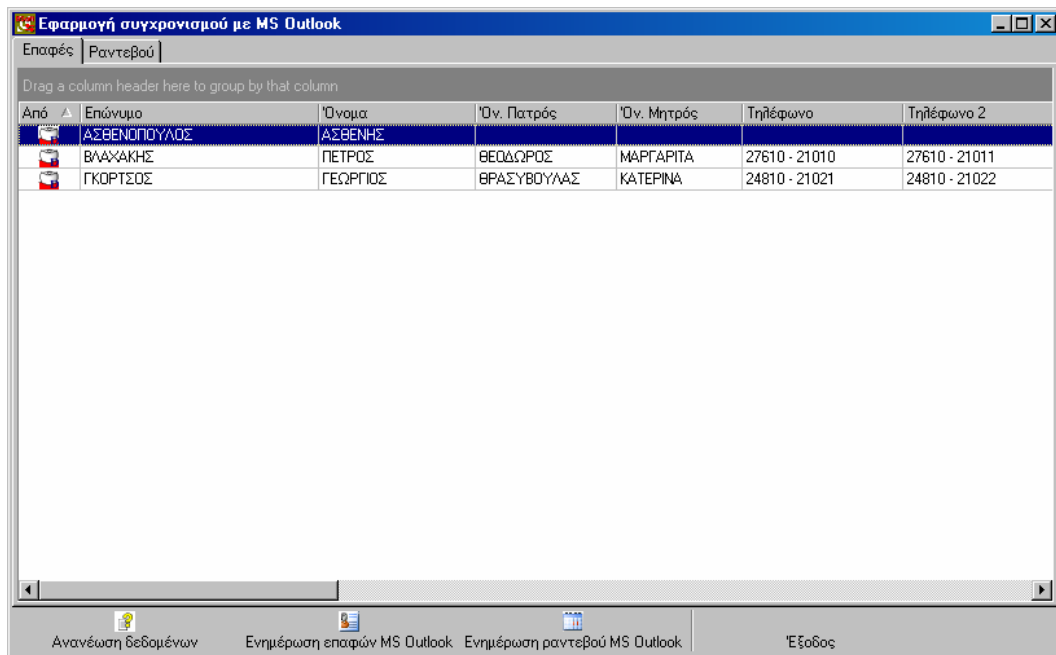 Εφαρμογή συγχρονισμού με MS Outlook
Επαφές Ραντεβού
Drag a column header here to group by that column
Από Επώνυμο Όνομα Όν. Πατρός Όν. Μητρός Τηλέφωνο Τηλέφωνο 2
ΑΣΘΕΝΟΠΟΥΛΟΣ ΑΣΘΕΝΗΣ
ΒΛΑΧΑΚΗΣ ΠΕΤΡΟΣ ΘΕΟΔΩΡΟΣ ΜΑΡΓΑΡΙΤΑ 27610 - 21010 27610 - 21011
ΓΚΟΡΤΣΟΣ ΓΕΩΡΓΙΟΣ ΘΡΑΣΥΒΟΥΛΑΣ ΚΑΤΕΡΙΝΑ 24810 - 21021 24810 - 21022
Ανανέωση δεδομένων Ενημέρωση επαφών MS Outlook Ενημέρωση ραντεβού MS Outlook Έξοδος